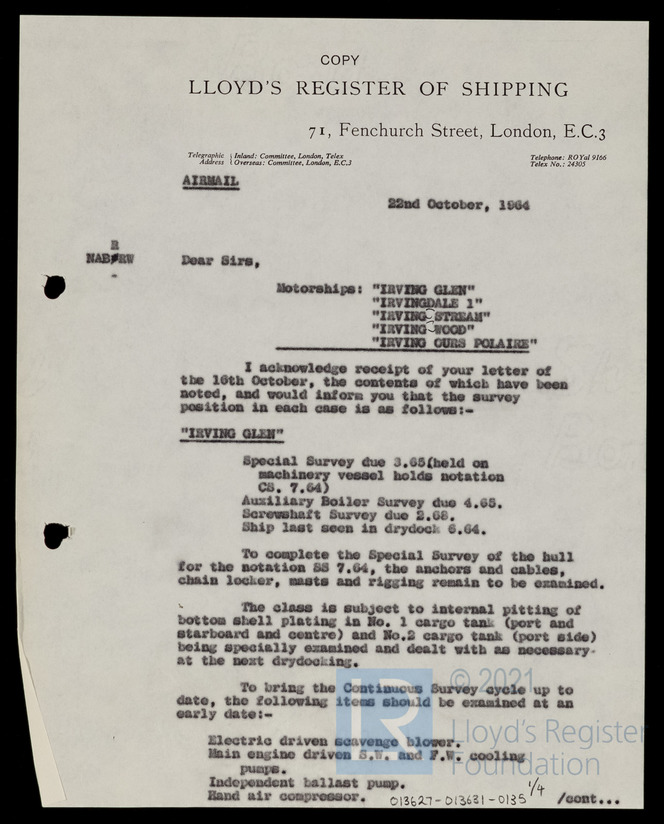 COPY
LLOYD'S REGISTER OF SHIPPING
71, Fenchurch Street, London, E.C.3
Telegraphic Address Inland: Committee, London, Telex
Overseas: Committee, London, E.C.3
Telephone: ROYal 9166
Telex No.: 24305
AIRMAIL
22nd October, 1964
R
NAB/RW
Dear Sirs,
Motorships: "IRVING GLEN"
"IRVINGDALE 1"
"IRVING STREAM"
"IRVING WOOD"
"IRVING OURS POLAIRE"
I acknowledge receipt of your letter of
the 16th October, the contents of which have been
noted, and would inform you that the survey
position in each case is as follows:-
"IRVING GLEN"
Special Survey due 3.65(held on
machinery vessel holds notation
CS. 7.64)
Auxiliary Boiler Survey due 4.65.
Screwshaft Survey due 2.68.
Ship last seen in drydock 6.64.
To complete the Special Survey of the hull
for the notation SS 7.64, the anchors and cables,
chain locker, masts and rigging remain to be examined.
The class is subject to internal pitting of
bottom shell plating in No. 1 cargo tank (port and
starboard and centre) and No.2 cargo tank (port side)
being specially examined and dealt with as necessary
at the next drydocking.
To bring the Continuous Survey cycle up to
date, the following items should be examined at an
early date:-
Electric driven scavenge blower.
Main engine driven S.W. and F.W. cooling
pumps.
Independent ballast pump.
Hand air compressor.
013627-013631-0135 1/4
/cont...
LR
© 2021
Lloyd's Register
Foundation